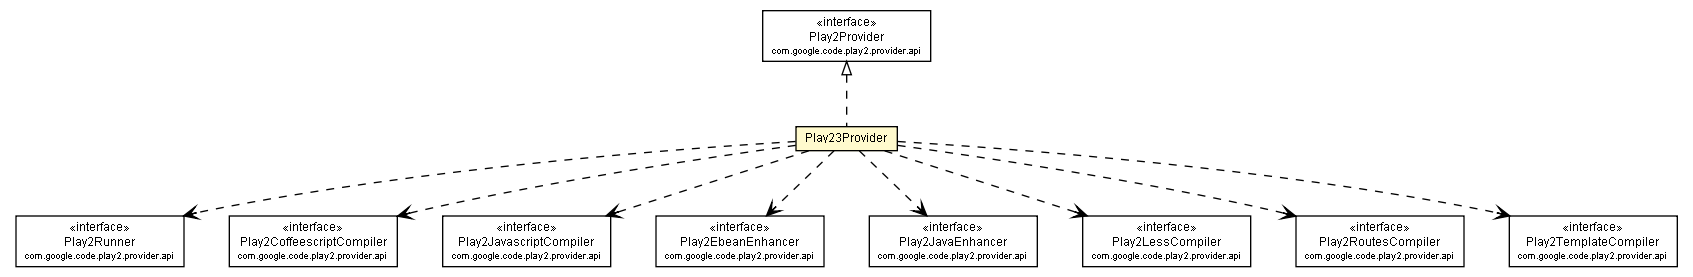 «interface»
Play2Provider
com.google.code.play2.provider.api
Play23Provider
«interface»
Play2Runner
com.google.code.play2.provider.api
«interface»
Play2CoffeescriptCompiler
com.google.code.play2.provider.api
«interface»
Play2JavascriptCompiler
com.google.code.play2.provider.api
«interface»
Play2EbeanEnhancer
com.google.code.play2.provider.api
«interface»
Play2JavaEnhancer
com.google.code.play2.provider.api
«interface»
Play2LessCompiler
com.google.code.play2.provider.api
«interface»
Play2RoutesCompiler
com.google.code.play2.provider.api
«interface»
Play2TemplateCompiler
com.google.code.play2.provider.api